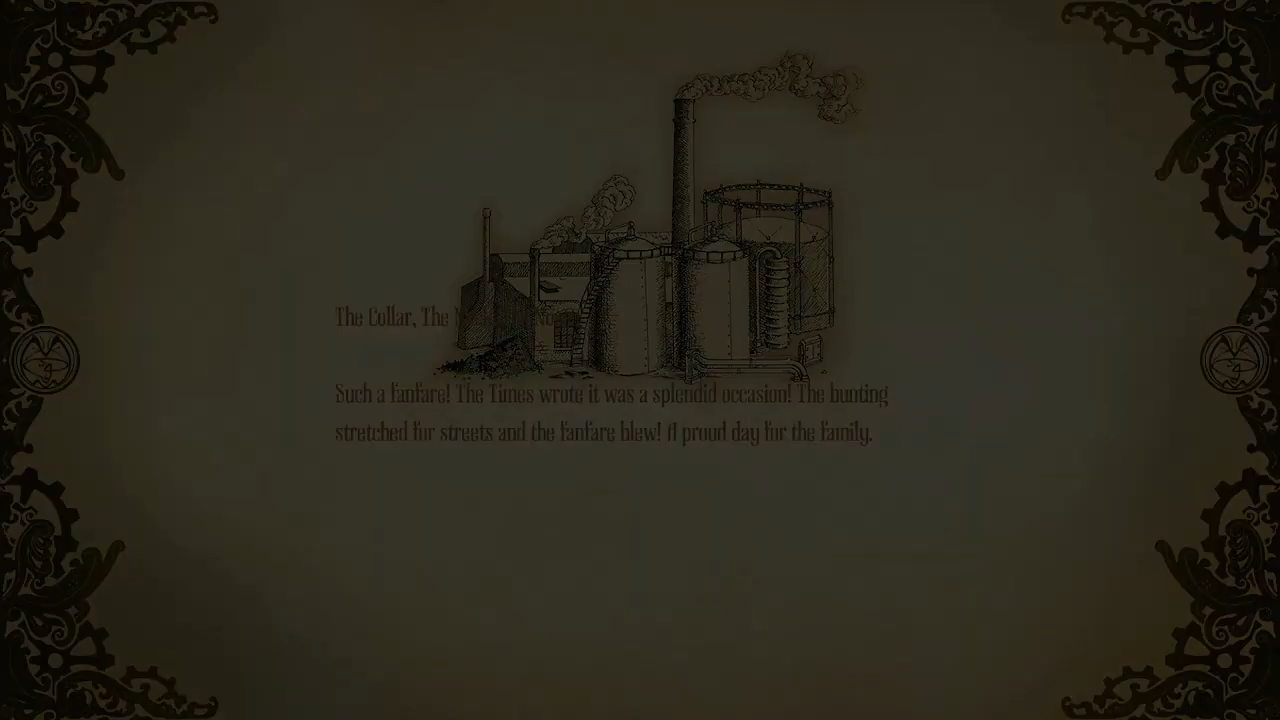 The Collar, The
Such a fanfare! The Times wrote it was a splendid occasion! The bunting
stretched for streets and the fanfare blew! A proud day for the family.